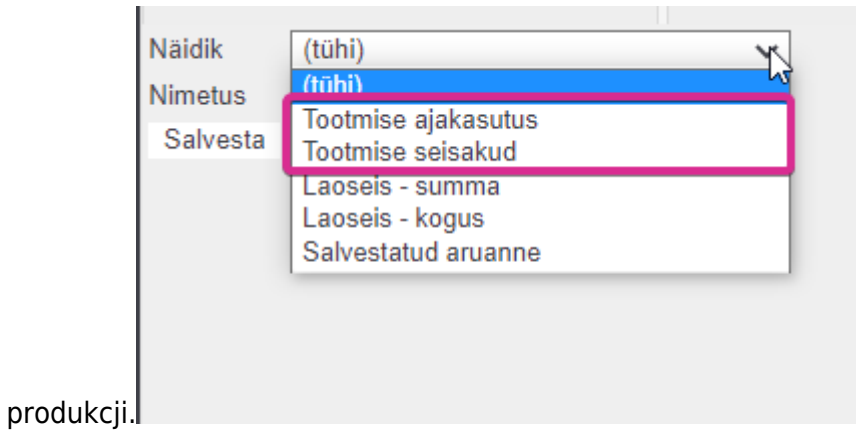 Näidik (tühi)
(tühi)
Nimetus
Tootmise ajakasutus
Salvesta
Tootmise seisakud
Laoseis - summa
Laoseis - kogus
Salvestatud aruanne
produkcji.